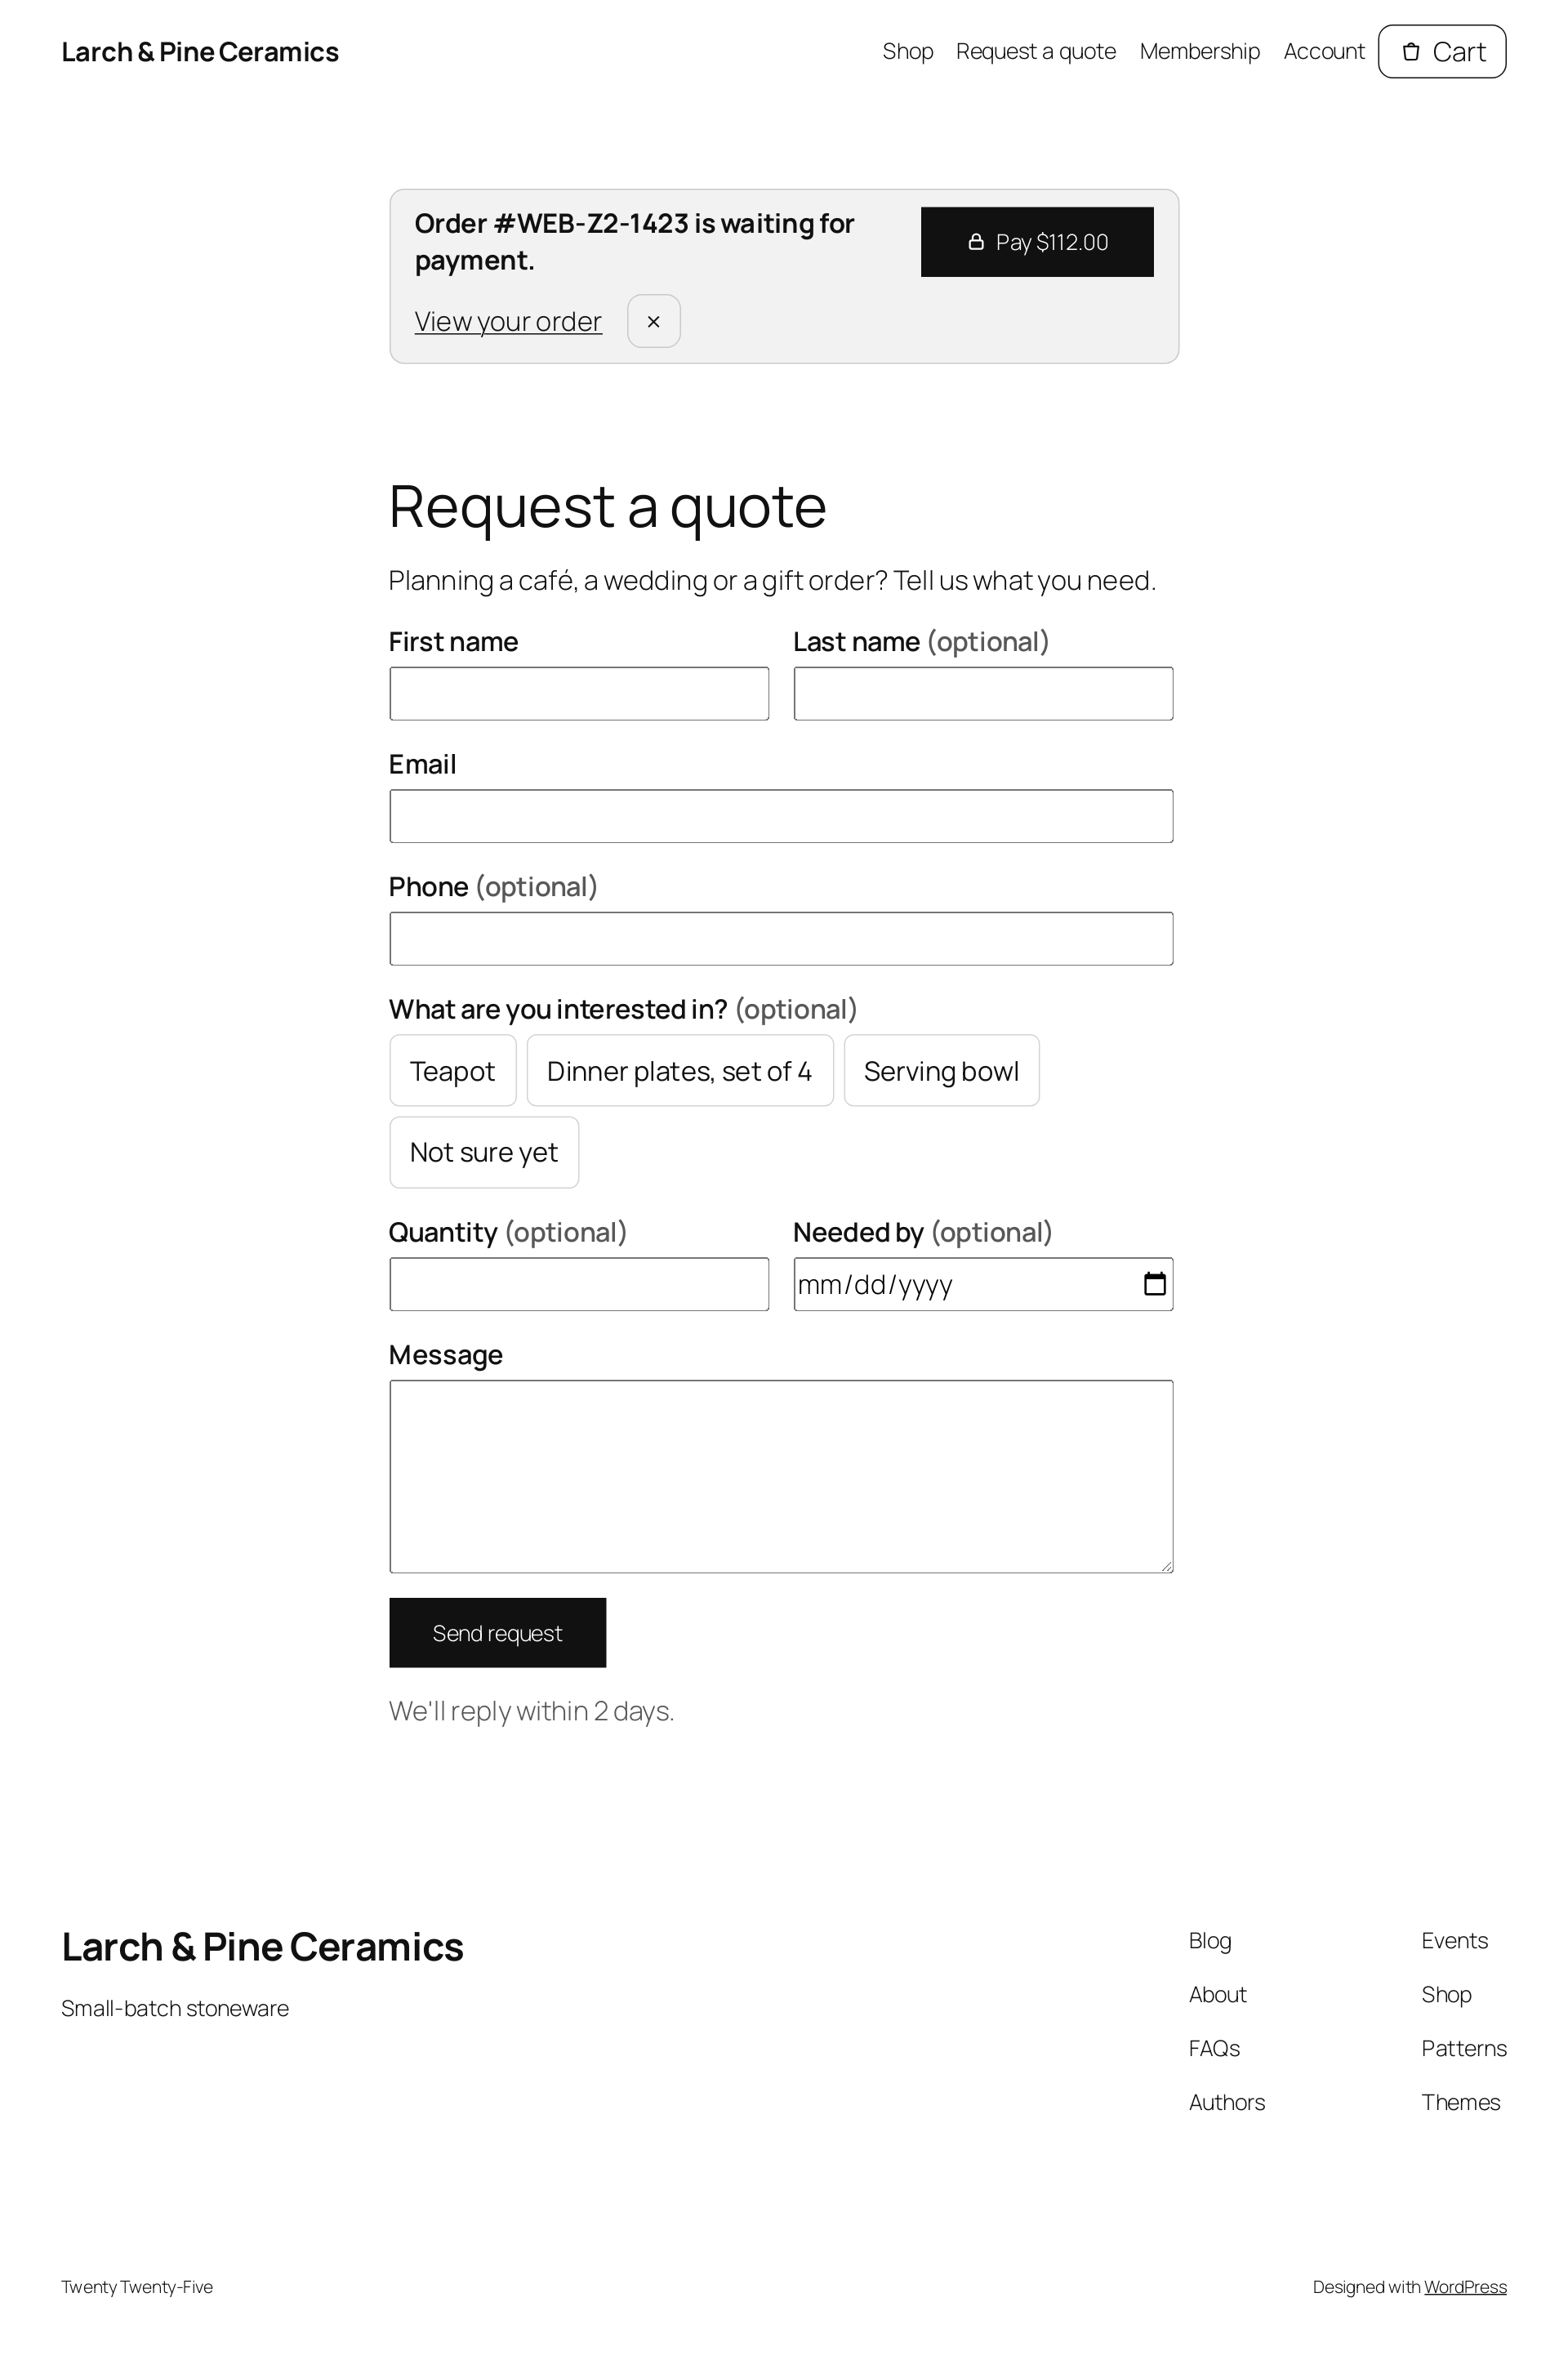 Larch & Pine Ceramics
Shop
Request a quote
Membership
Account
Cart
Order #WEB-Z2-1423 is waiting for
payment.
Pay $112.00
View your order
Request a quote
Planning a café, a wedding or a gift order? Tell us what you need.
First name
Last name (optional)
Email
Phone (optional)
What are you interested in? (optional)
Teapot
Dinner plates, set of 4
Serving bowl
Not sure yet
Quantity (optional)
Needed by (optional)
mm/dd/yyyy
Message
Send request
We'll reply within 2 days.
Larch & Pine Ceramics
Small-batch stoneware
Blog
About
FAQs
Authors
Events
Shop
Patterns
Themes
Twenty Twenty-Five
Designed with WordPress